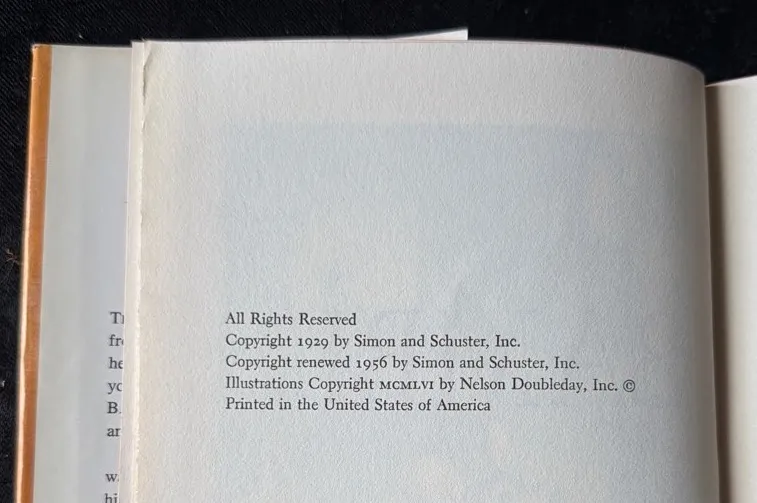 All Rights Reserved
Copyright 1929 by Simon and Schuster, Inc.
Copyright renewed 1956 by Simon and Schuster, Inc.
Illustrations Copyright MCMLVI by Nelson Doubleday, Inc. ©
Printed in the United States of America